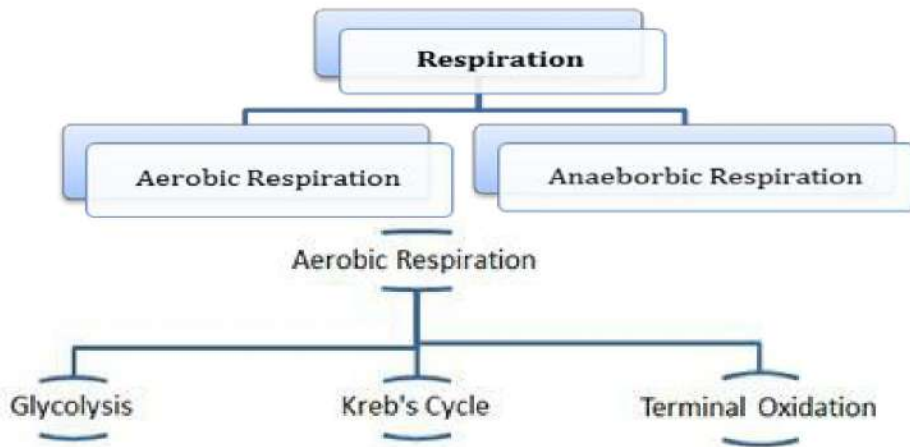 Respiration
Aerobic Respiration
Anaeborbic Respiration
Aerobic Respiration
Glycolysis
Kreb's Cycle
Terminal Oxidation